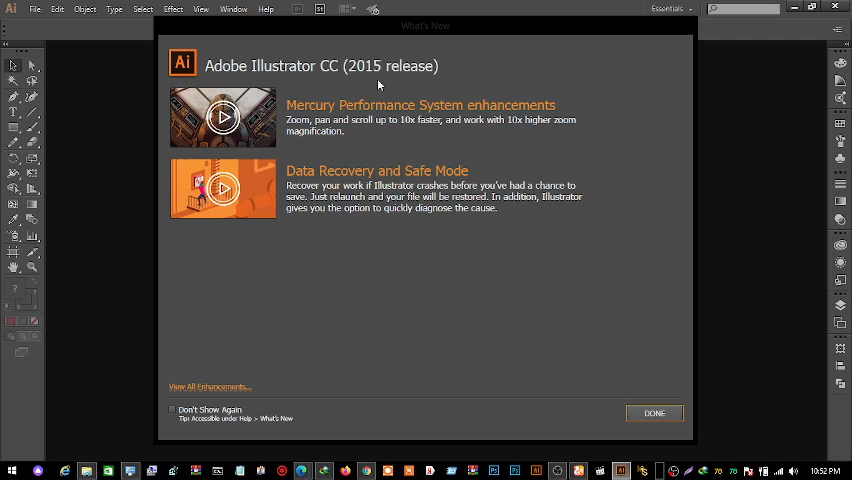 Ai File Edit Object Type Select Effect View Window Help Br St Essentials
What's New
Ai Adobe Illustrator CC (2015 release)
Mercury Performance System enhancements
Zoom, pan and scroll up to 10x faster, and work with 10x higher zoom
magnification.
Data Recovery and Safe Mode
Recover your work if Illustrator crashes before you've had a chance to
save. Just relaunch and your file will be restored. In addition, Illustrator
gives you the option to quickly diagnose the cause.
View All Enhancements...
Don't Show Again
Tip: Accessible under Help > What's New
DONE
10:52 PM